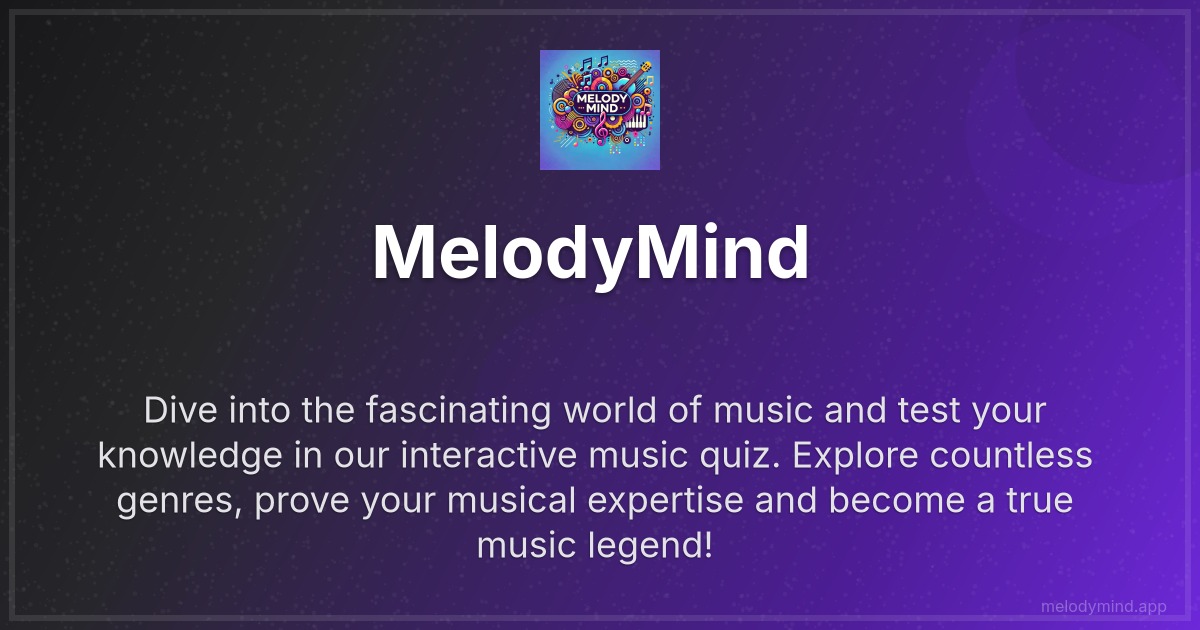 MELODY
MIND
MelodyMind
Dive into the fascinating world of music and test your
knowledge in our interactive music quiz. Explore countless
genres, prove your musical expertise and become a true
music legend!
melodymind.app